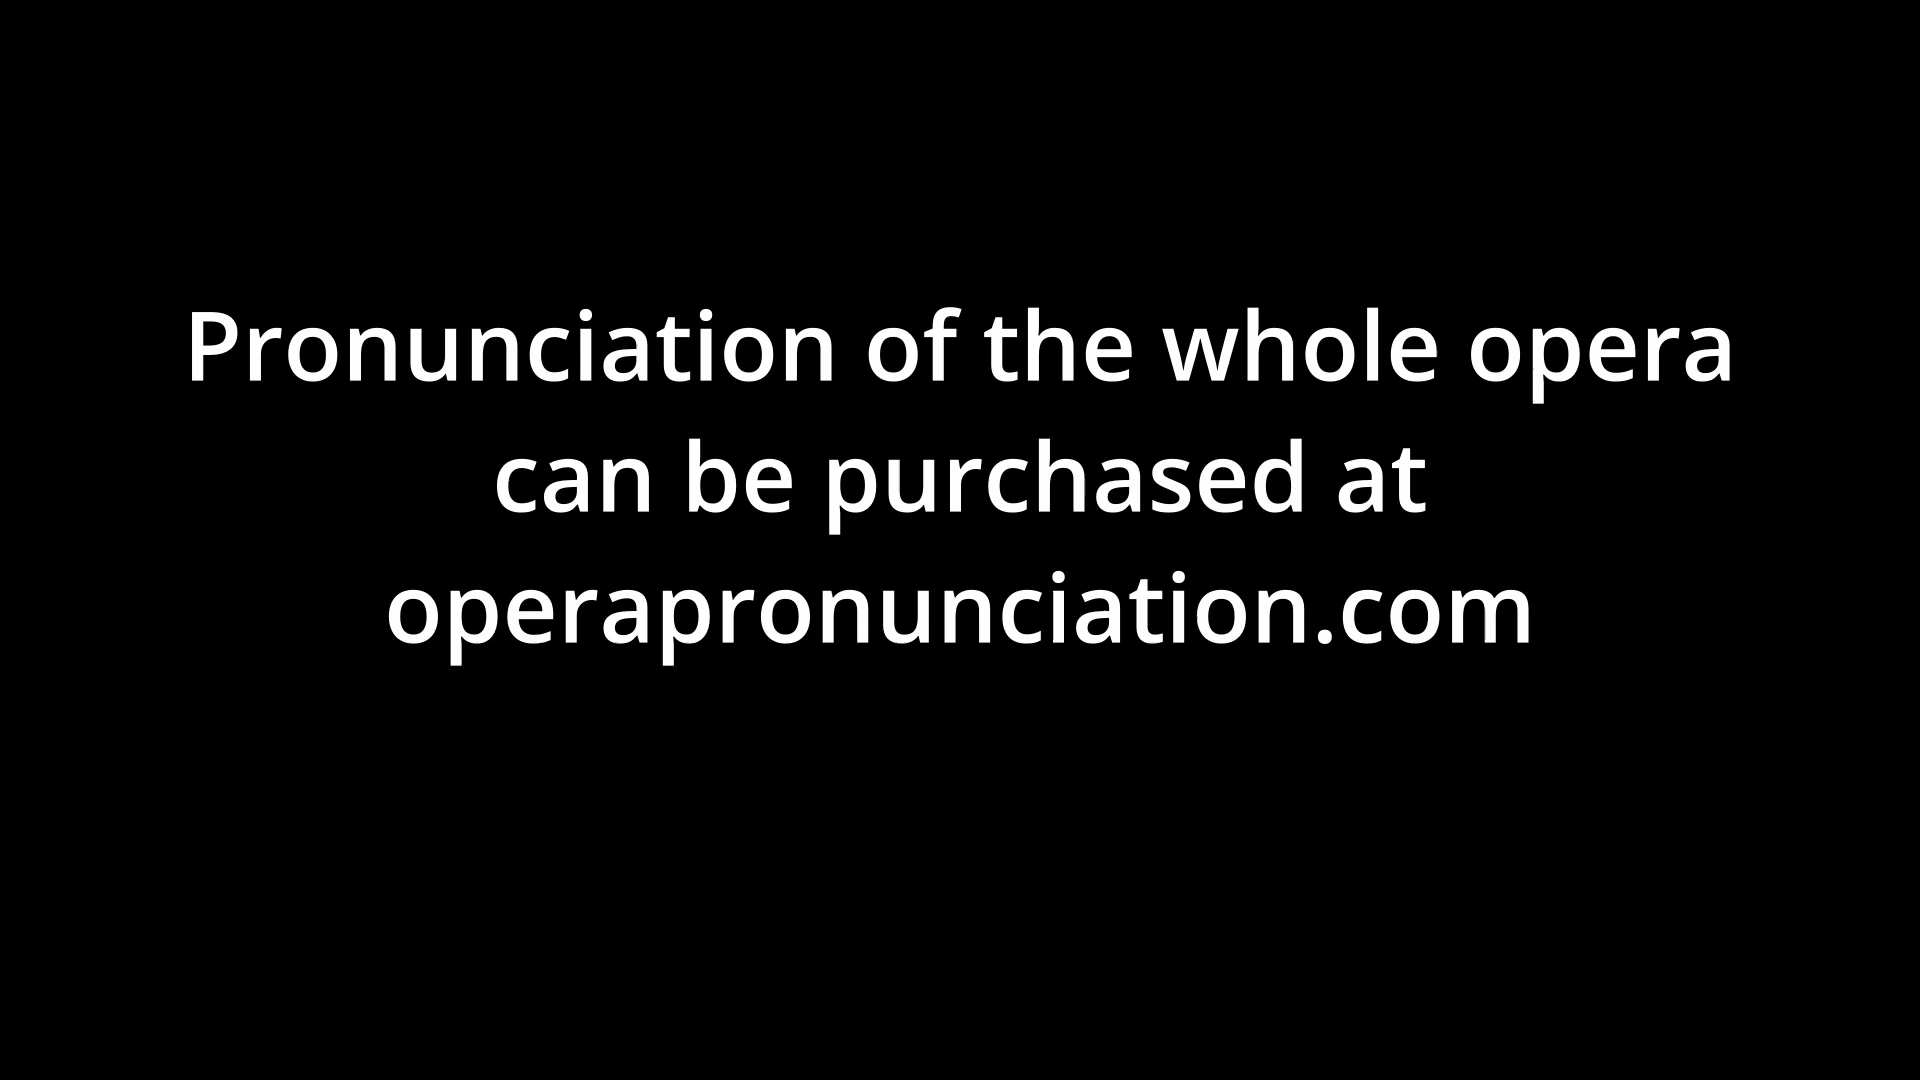 Pronunciation of the whole opera
can be purchased at
operapronunciation.com